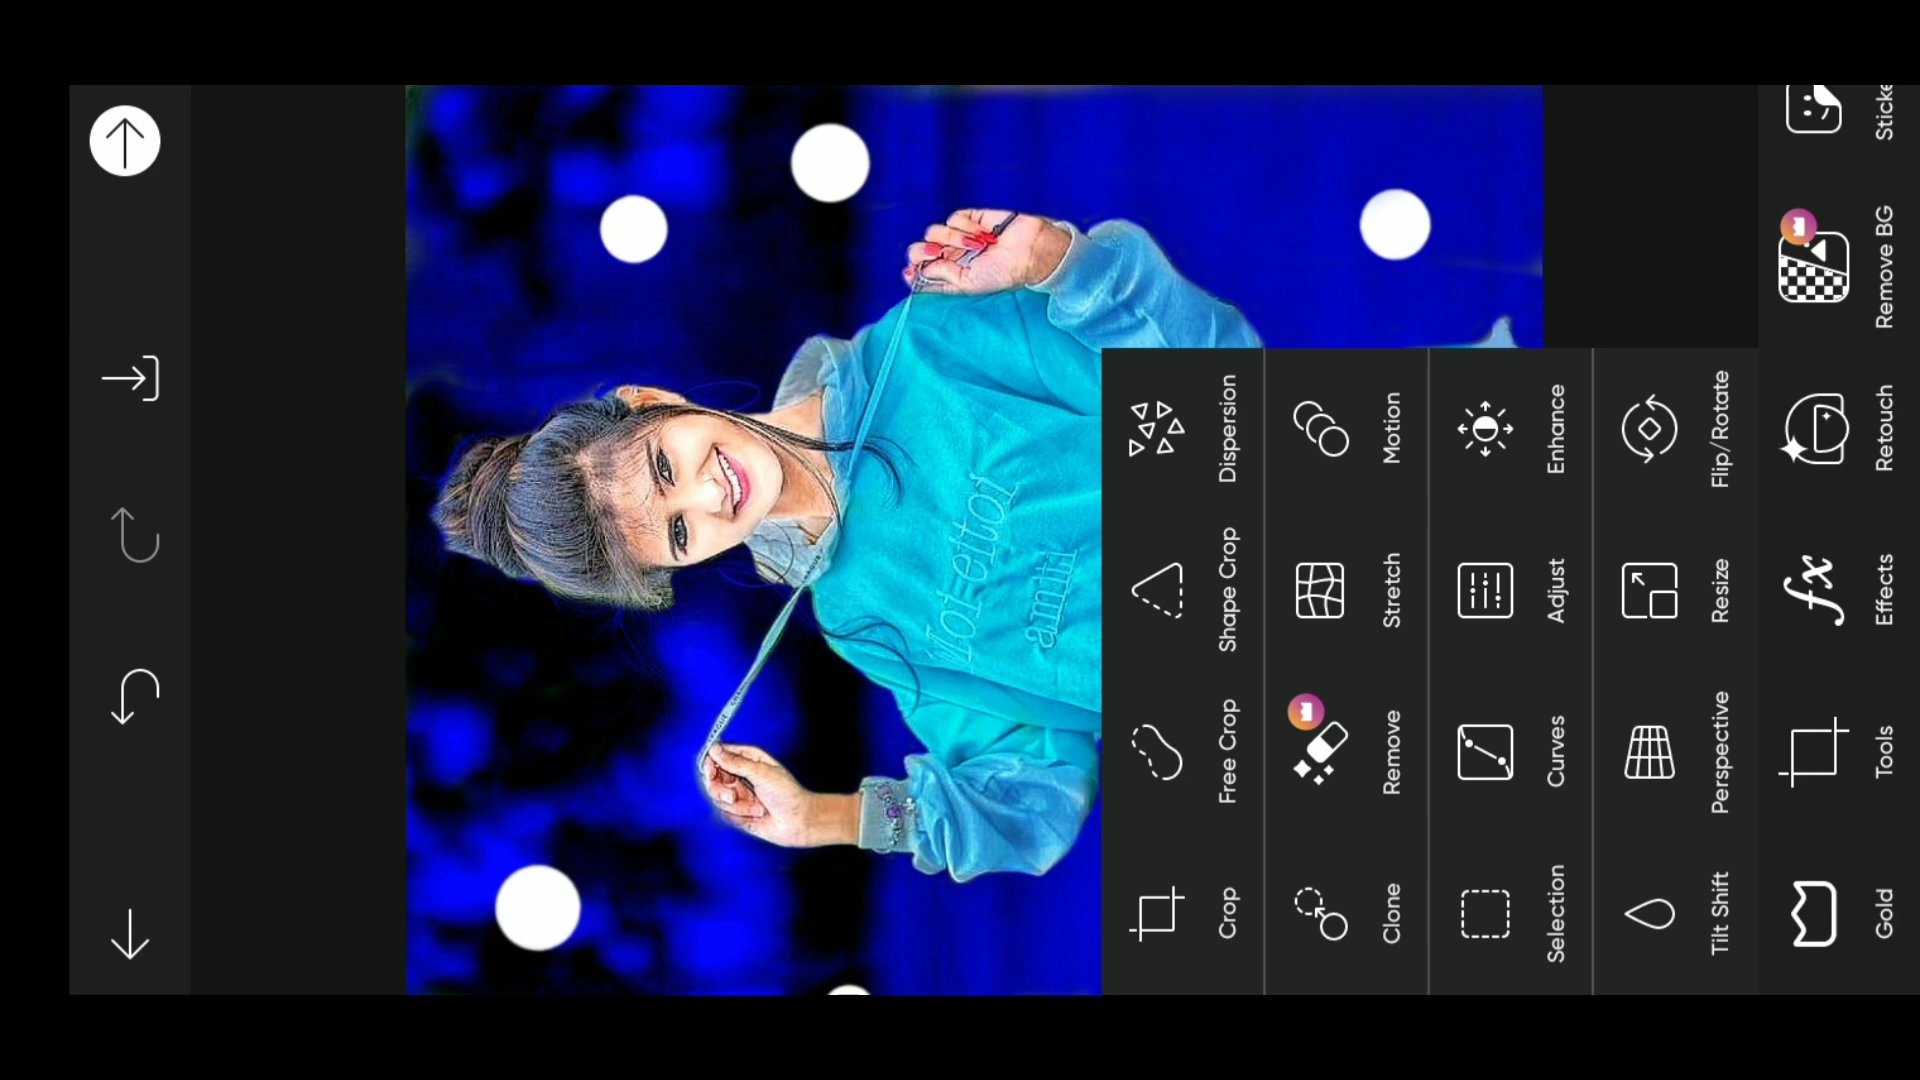 Crop Free Crop Shape Crop Dispersion
Clone Remove Stretch Motion
Selection Curves Adjust Enhance
Tilt Shift Perspective Resize Flip/Rotate
Gold Tools Effects Retouch Remove BG Sticke